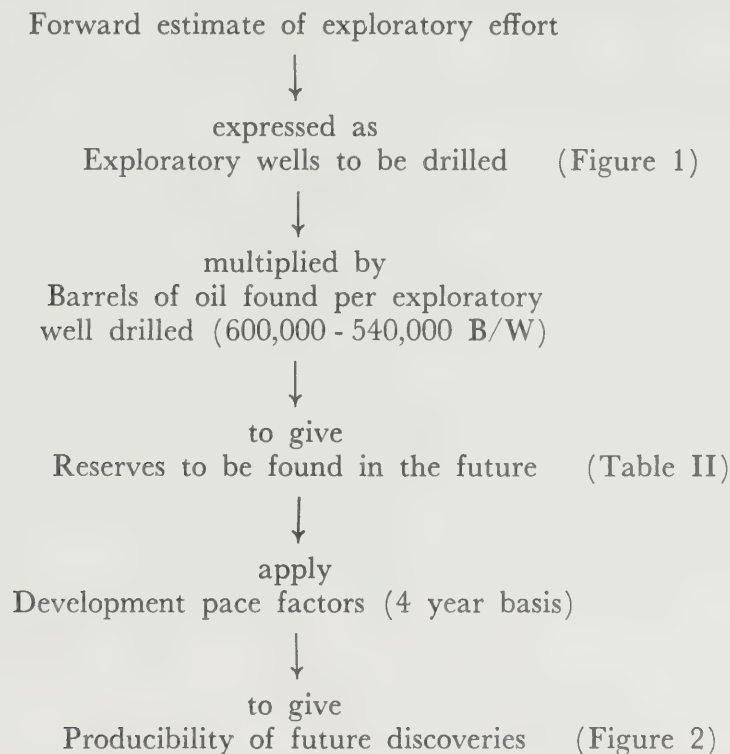 Forward estimate of exploratory effort
↓
expressed as
Exploratory wells to be drilled (Figure 1)
↓
multiplied by
Barrels of oil found per exploratory
well drilled (600,000 - 540,000 B/W)
↓
to give
Reserves to be found in the future (Table II)
↓
apply
Development pace factors (4 year basis)
↓
to give
Producibility of future discoveries (Figure 2)